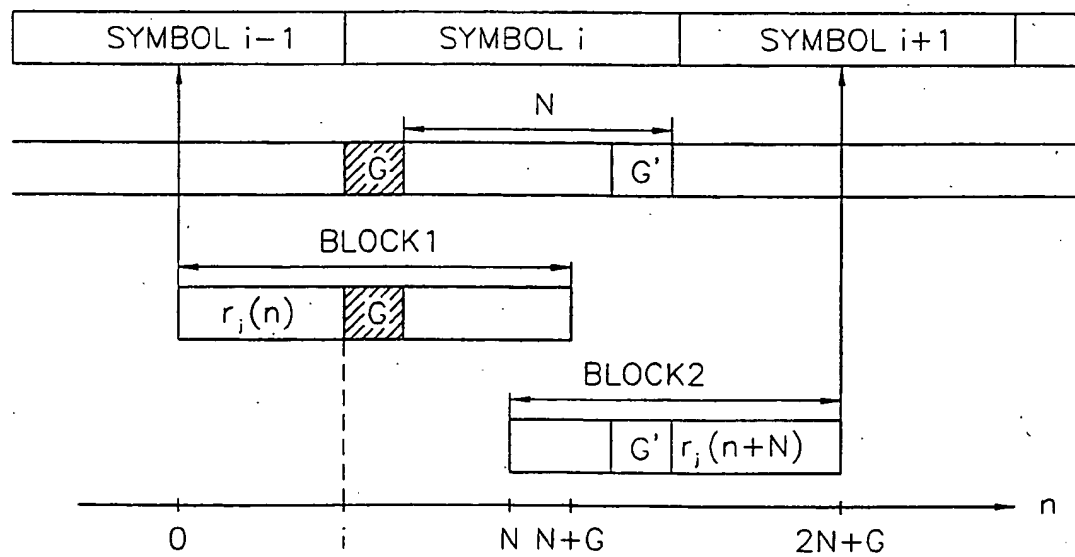 SYMBOL i-1 SYMBOL i SYMBOL i+1
N
G G'
BLOCK1
r_j(n) G
BLOCK2
G' r_j(n+N)
n
0 i N N+G 2N+G